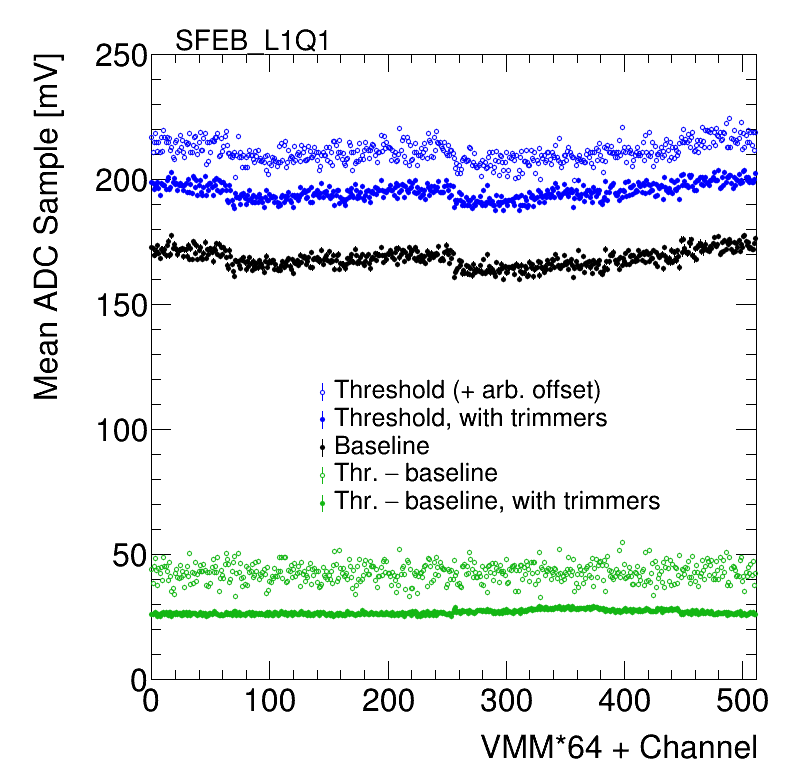 SFEB_L1Q1
Mean ADC Sample [mV]
250
200
150
100
50
0
Threshold (+ arb. offset)
Threshold, with trimmers
Baseline
Thr. − baseline
Thr. − baseline, with trimmers
0 100 200 300 400 500
VMM*64 + Channel